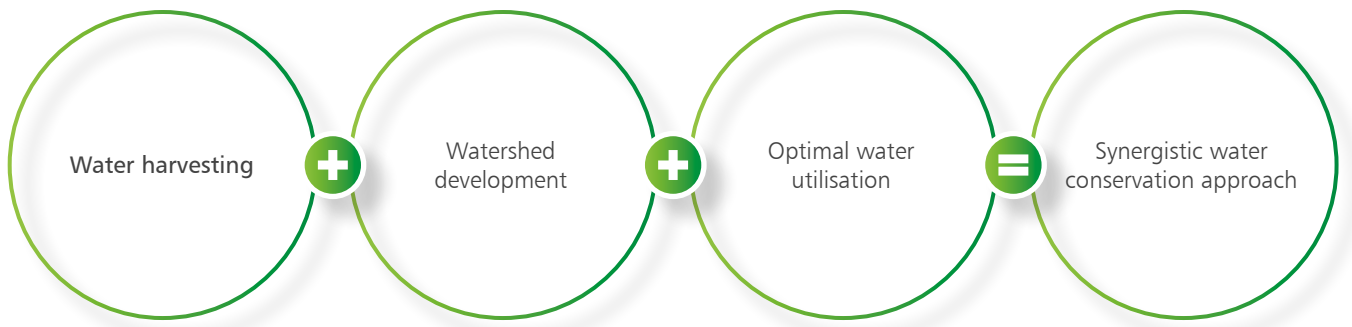 Water harvesting
+
Watershed
development
+
Optimal water
utilisation
=
Synergistic water
conservation approach